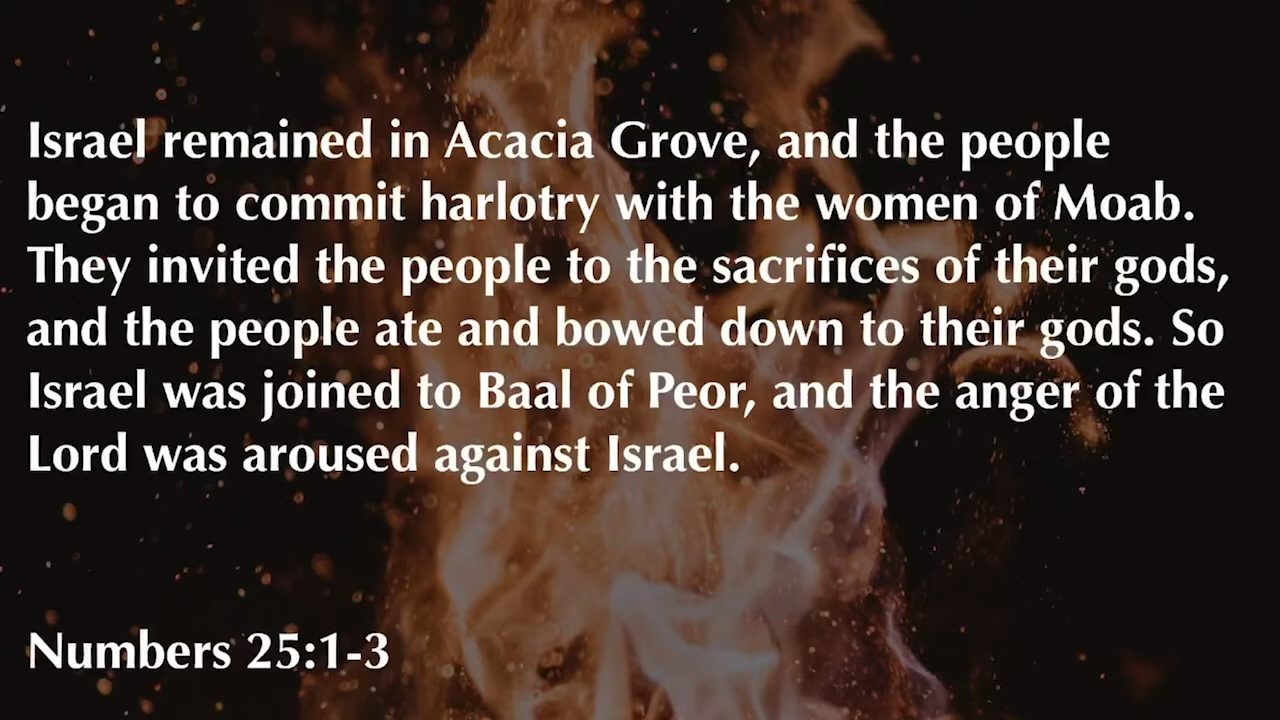 Israel remained in Acacia Grove, and the people
began to commit harlotry with the women of Moab.
They invited the people to the sacrifices of their gods,
and the people ate and bowed down to their gods. So
Israel was joined to Baal of Peor, and the anger of the
Lord was aroused against Israel.
Numbers 25:1-3